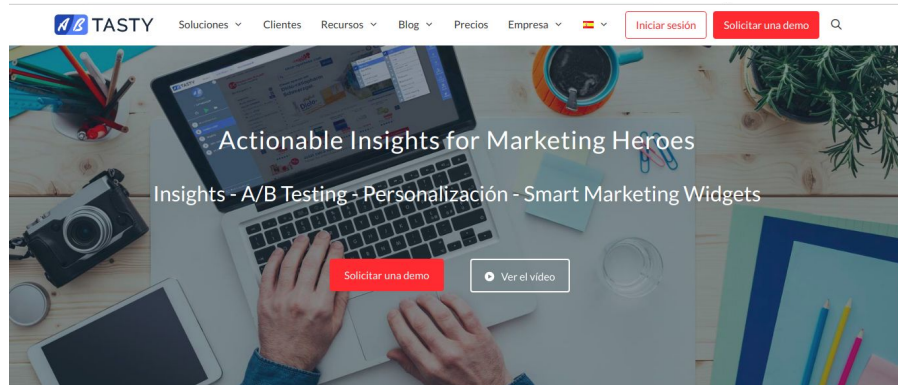 AB TASTY Soluciones Clientes Recursos Blog Precios Empresa Iniciar sesión Solicitar una demo
Actionable Insights for Marketing Heroes
Insights - A/B Testing - Personalización - Smart Marketing Widgets
Solicitar una demo Ver el vídeo